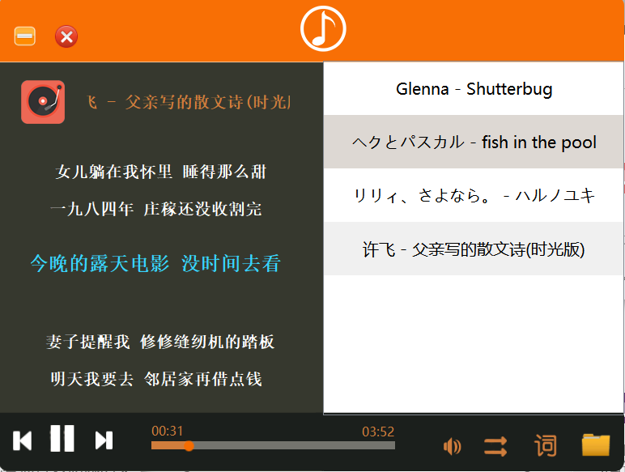 飞 - 父亲写的散文诗(时光
女儿躺在我怀里 睡得那么甜
一九八四年 庄稼还没收割完
今晚的露天电影 没时间去看
妻子提醒我 修修缝纫机的踏板
明天我要去 邻居家再借点钱
Glenna - Shutterbug
ヘクとパスカル - fish in the pool
リリィ、さよなら。 - ハルノユキ
许飞 - 父亲写的散文诗(时光版)
00:31
03:52
词